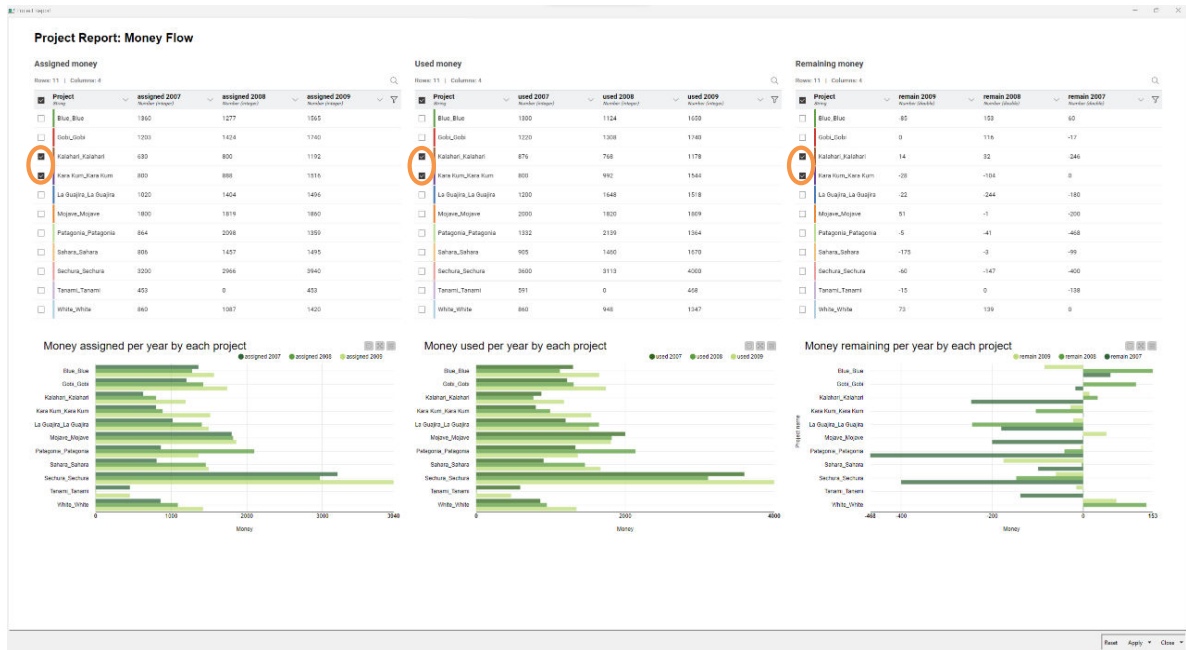 Project report
Project Report: Money Flow
Assigned money Used money Remaining money
Rows: 11 | Columns: 4 Rows: 11 | Columns: 4 Rows: 11 | Columns: 4
Project assigned 2007 assigned 2008 assigned 2009 Project used 2007 used 2008 used 2009 Project remain 2009 remain 2008 remain 2007
String Number (integer) Number (integer) Number (integer) String Number (integer) Number (integer) Number (integer) String Number (double) Number (double) Number (double)
Blue_Blue 1360 1277 1565 Blue_Blue 1300 1124 1650 Blue_Blue -85 153 60
Gobi_Gobi 1203 1424 1740 Gobi_Gobi 1220 1308 1740 Gobi_Gobi 0 116 -17
Kalahari_Kalahari 630 800 1192 Kalahari_Kalahari 876 768 1178 Kalahari_Kalahari 14 32 -246
Kara Kum_Kara Kum 800 888 1516 Kara Kum_Kara Kum 800 992 1544 Kara Kum_Kara Kum -28 -104 0
La Guajira_La Guajira 1020 1404 1496 La Guajira_La Guajira 1200 1648 1518 La Guajira_La Guajira -22 -244 -180
Mojave_Mojave 1800 1819 1860 Mojave_Mojave 2000 1820 1809 Mojave_Mojave 51 -1 -200
Patagonia_Patagonia 864 2098 1359 Patagonia_Patagonia 1332 2139 1364 Patagonia_Patagonia -5 -41 -468
Sahara_Sahara 806 1457 1495 Sahara_Sahara 905 1460 1670 Sahara_Sahara -175 -3 -99
Sechura_Sechura 3200 2966 3940 Sechura_Sechura 3600 3113 4000 Sechura_Sechura -60 -147 -400
Tanami_Tanami 453 0 453 Tanami_Tanami 591 0 468 Tanami_Tanami -15 0 -138
White_White 860 1087 1420 White_White 860 948 1347 White_White 73 139 0
Money assigned per year by each project
assigned 2007 assigned 2008 assigned 2009
Blue_Blue
Gobi_Gobi
Kalahari_Kalahari
Kara Kum_Kara Kum
La Guajira_La Guajira
Mojave_Mojave
Patagonia_Patagonia
Sahara_Sahara
Sechura_Sechura
Tanami_Tanami
White_White
0 1000 2000 3000 3940
Money
Money used per year by each project
used 2007 used 2008 used 2009
Blue_Blue
Gobi_Gobi
Kalahari_Kalahari
Kara Kum_Kara Kum
La Guajira_La Guajira
Mojave_Mojave
Patagonia_Patagonia
Sahara_Sahara
Sechura_Sechura
Tanami_Tanami
White_White
0 2000 4000
Money
Money remaining per year by each project
remain 2009 remain 2008 remain 2007
Project name
Blue_Blue
Gobi_Gobi
Kalahari_Kalahari
Kara Kum_Kara Kum
La Guajira_La Guajira
Mojave_Mojave
Patagonia_Patagonia
Sahara_Sahara
Sechura_Sechura
Tanami_Tanami
White_White
-468 -400 -200 0 153
Money
Reset Apply Close